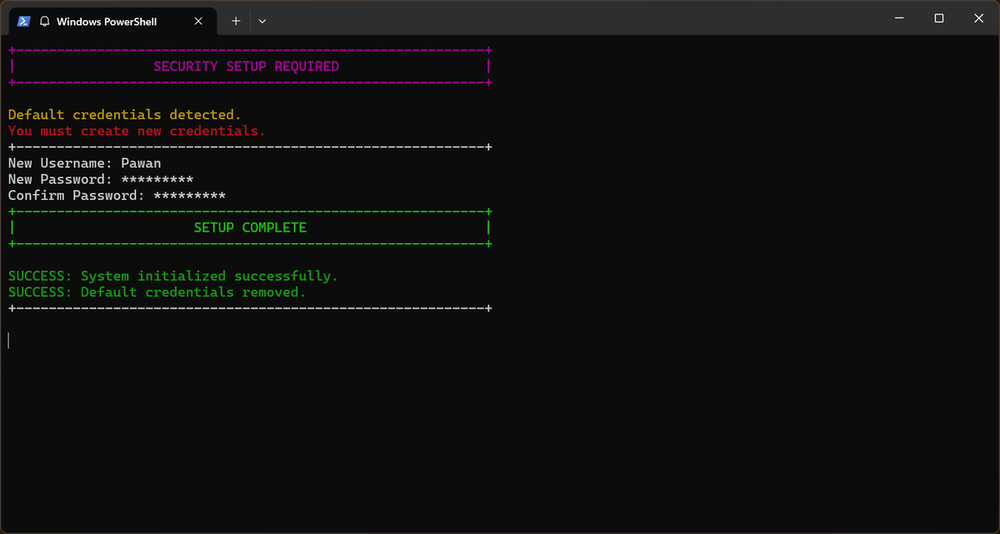 Windows PowerShell
+----------------------------------------------------------+
| SECURITY SETUP REQUIRED |
+----------------------------------------------------------+
Default credentials detected.
You must create new credentials.
+----------------------------------------------------------+
New Username: Pawan
New Password: *********
Confirm Password: *********
+----------------------------------------------------------+
| SETUP COMPLETE |
+----------------------------------------------------------+
SUCCESS: System initialized successfully.
SUCCESS: Default credentials removed.
+----------------------------------------------------------+